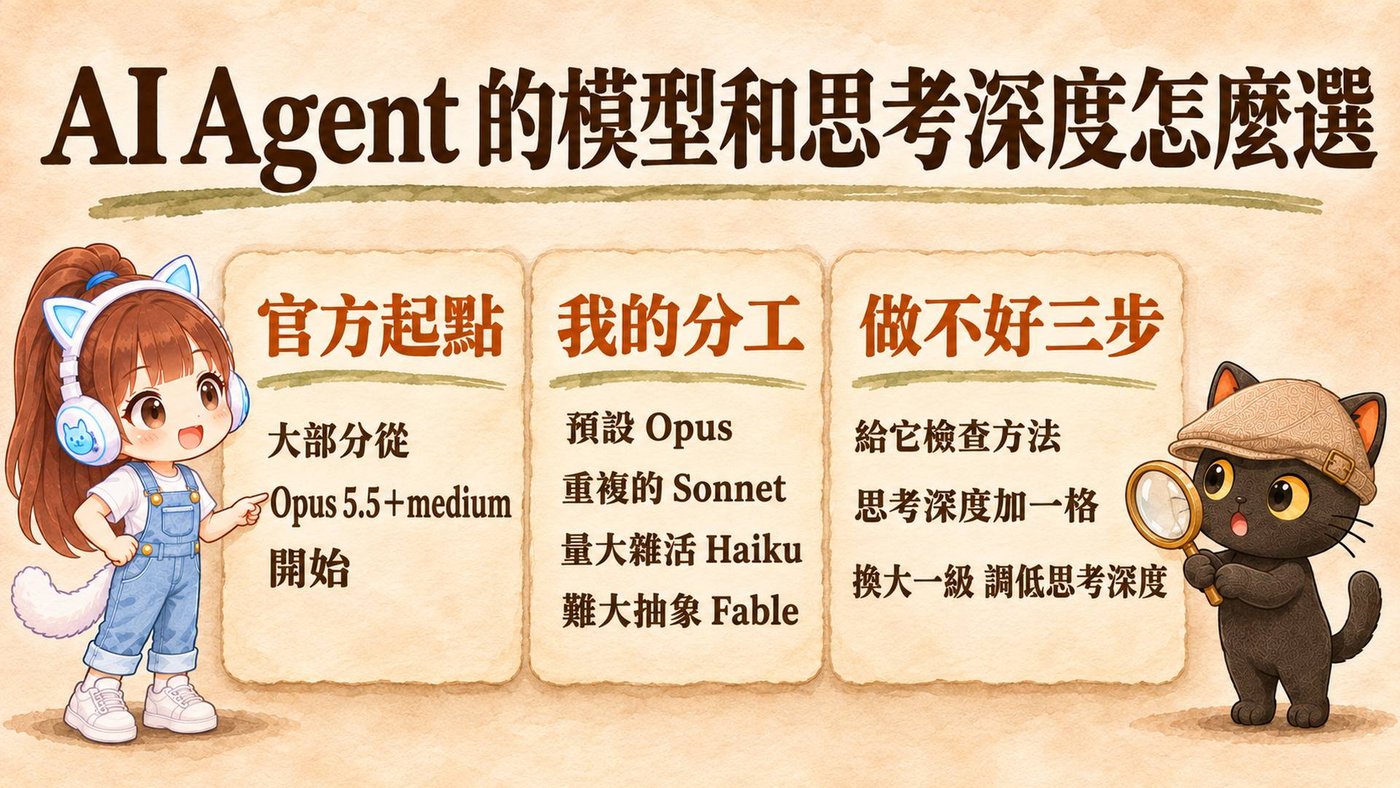 AI Agent 的模型和思考深度怎麼選
官方起點
大部分從
Opus 5.5+medium
開始
我的分工
預設 Opus
重複的 Sonnet
量大雜活 Haiku
難大抽象 Fable
做不好三步
給它檢查方法
思考深度加一格
換大一級 調低思考深度